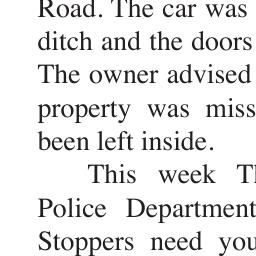 Road. The car was
ditch and the doors
The owner advised
property was miss
been left inside.
This week Th
Police Department
Stoppers need you